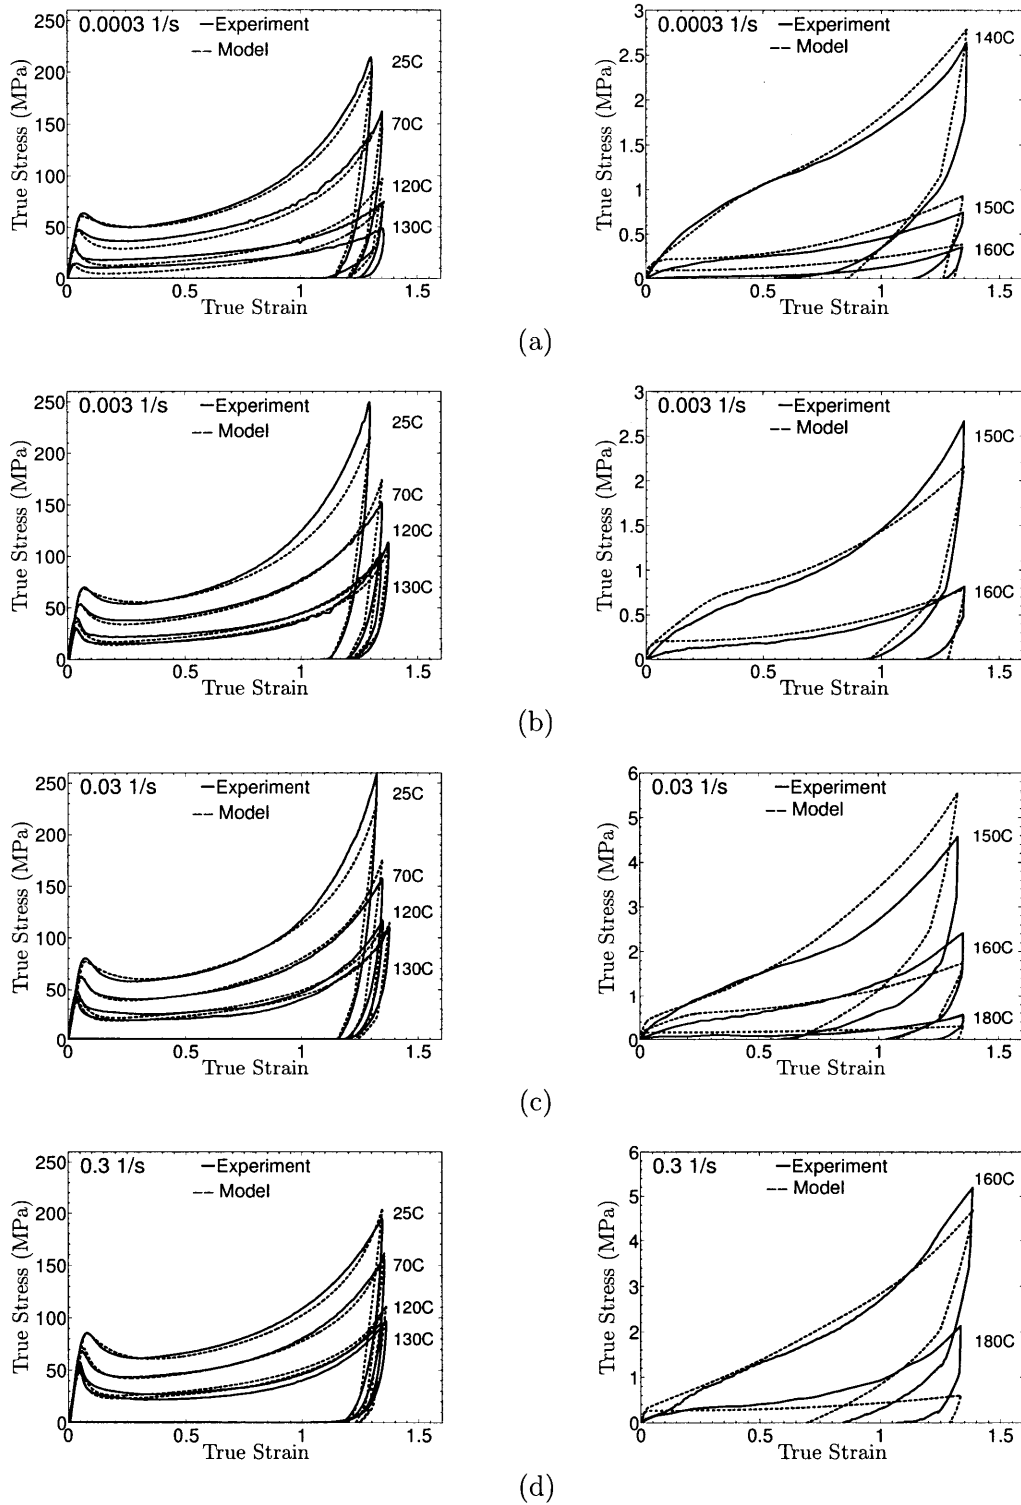 0.0003 1/s
Experiment
Model
25C
70C
120C
130C
True Stress (MPa)
250
200
150
100
50
0
0
0.5
1
1.5
True Strain
0.0003 1/s
Experiment
Model
140C
150C
160C
True Stress (MPa)
3
2.5
2
1.5
1
0.5
0
0
0.5
1
1.5
True Strain
(a)
0.003 1/s
Experiment
Model
25C
70C
120C
130C
True Stress (MPa)
250
200
150
100
50
0
0
0.5
1
1.5
True Strain
0.003 1/s
Experiment
Model
150C
160C
True Stress (MPa)
3
2.5
2
1.5
1
0.5
0
0
0.5
1
1.5
True Strain
(b)
0.03 1/s
Experiment
Model
25C
70C
120C
130C
True Stress (MPa)
250
200
150
100
50
0
0
0.5
1
1.5
True Strain
0.03 1/s
Experiment
Model
150C
160C
180C
True Stress (MPa)
6
5
4
3
2
1
0
0
0.5
1
1.5
True Strain
(c)
0.3 1/s
Experiment
Model
25C
70C
120C
130C
True Stress (MPa)
250
200
150
100
50
0
0
0.5
1
1.5
True Strain
0.3 1/s
Experiment
Model
160C
180C
True Stress (MPa)
6
5
4
3
2
1
0
0
0.5
1
1.5
True Strain
(d)